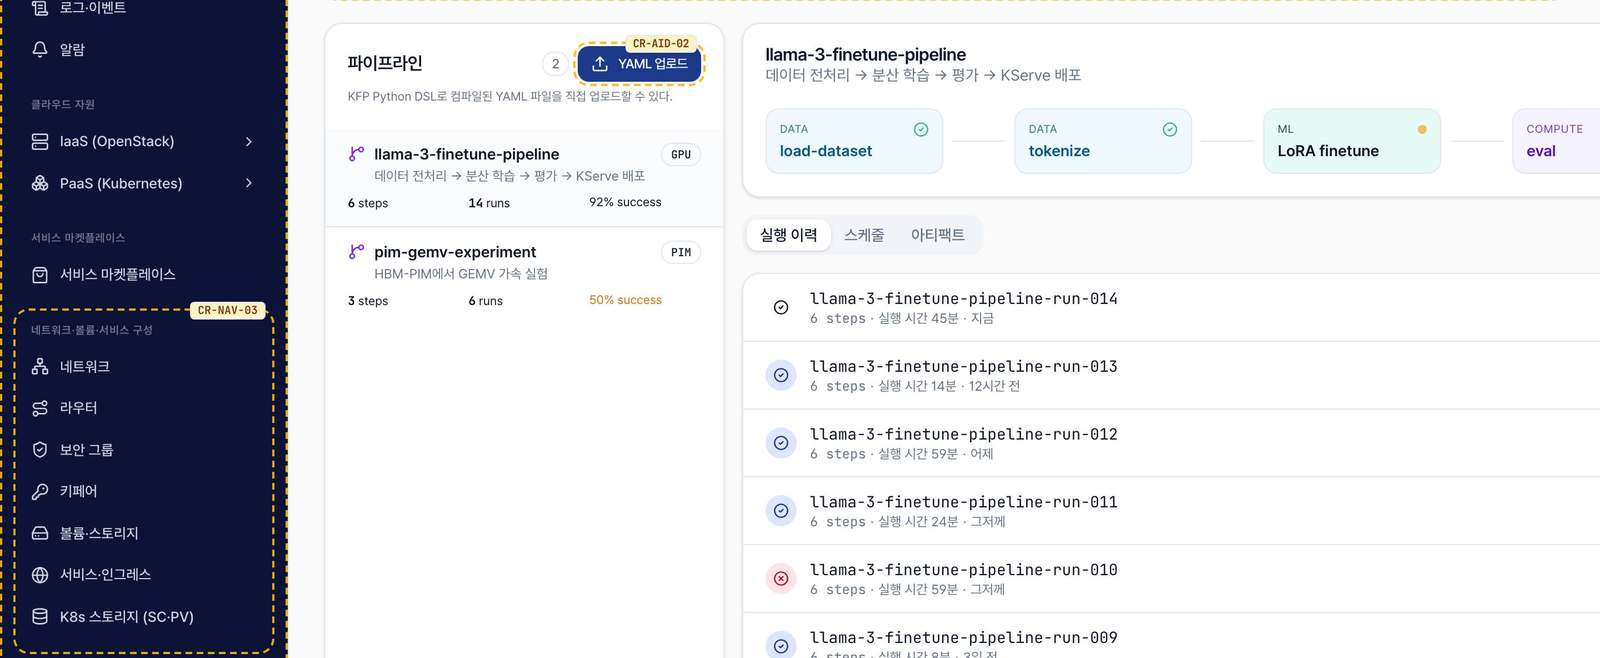 로그·이벤트
알람
클라우드 자원
IaaS (OpenStack)
PaaS (Kubernetes)
서비스 마켓플레이스
서비스 마켓플레이스
CR-NAV-03
네트워크·볼륨·서비스 구성
네트워크
라우터
보안 그룹
키페어
볼륨·스토리지
서비스·인그레스
K8s 스토리지 (SC·PV)
파이프라인
2
CR-AID-02
YAML 업로드
KFP Python DSL로 컴파일된 YAML 파일을 직접 업로드할 수 있다.
llama-3-finetune-pipeline
GPU
데이터 전처리 → 분산 학습 → 평가 → KServe 배포
6 steps 14 runs 92% success
pim-gemv-experiment
PIM
HBM-PIM에서 GEMV 가속 실험
3 steps 6 runs 50% success
llama-3-finetune-pipeline
데이터 전처리 → 분산 학습 → 평가 → KServe 배포
DATA
load-dataset
DATA
tokenize
ML
LoRA finetune
COMPUTE
eval
실행 이력 스케줄 아티팩트
llama-3-finetune-pipeline-run-014
6 steps · 실행 시간 45분 · 지금
llama-3-finetune-pipeline-run-013
6 steps · 실행 시간 14분 · 12시간 전
llama-3-finetune-pipeline-run-012
6 steps · 실행 시간 59분 · 어제
llama-3-finetune-pipeline-run-011
6 steps · 실행 시간 24분 · 그저께
llama-3-finetune-pipeline-run-010
6 steps · 실행 시간 59분 · 그저께
llama-3-finetune-pipeline-run-009
6 steps · 실행 시간 8분 · 3일 전